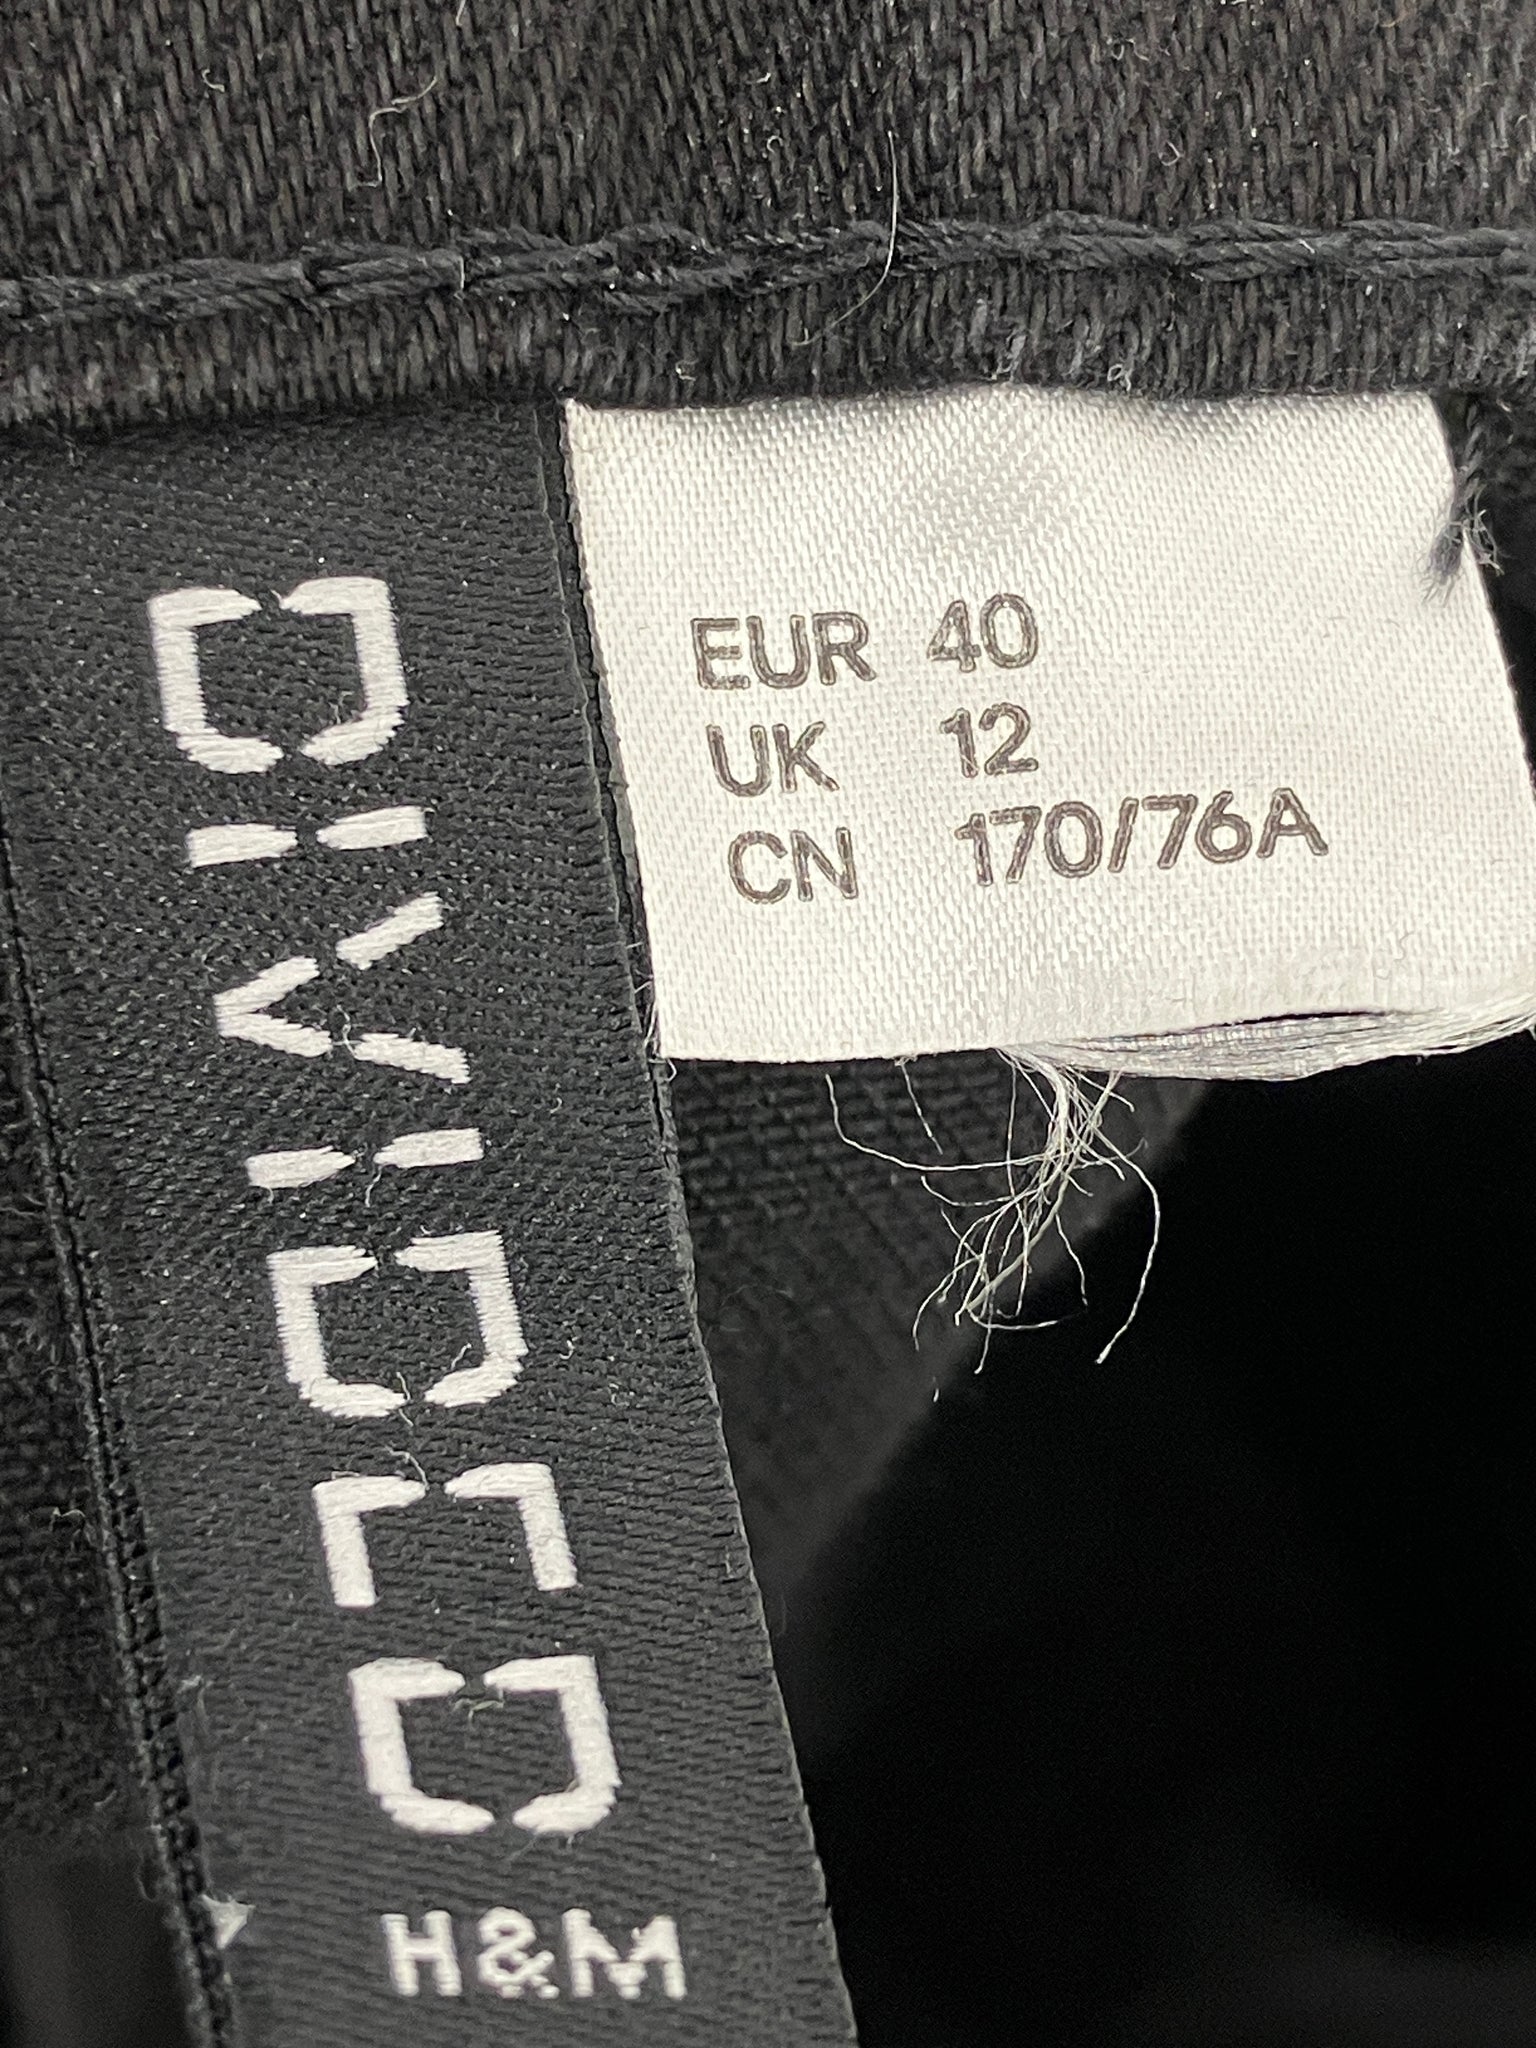 DIVIDED
H&M
EUR 40
UK 12
CN 170/76A